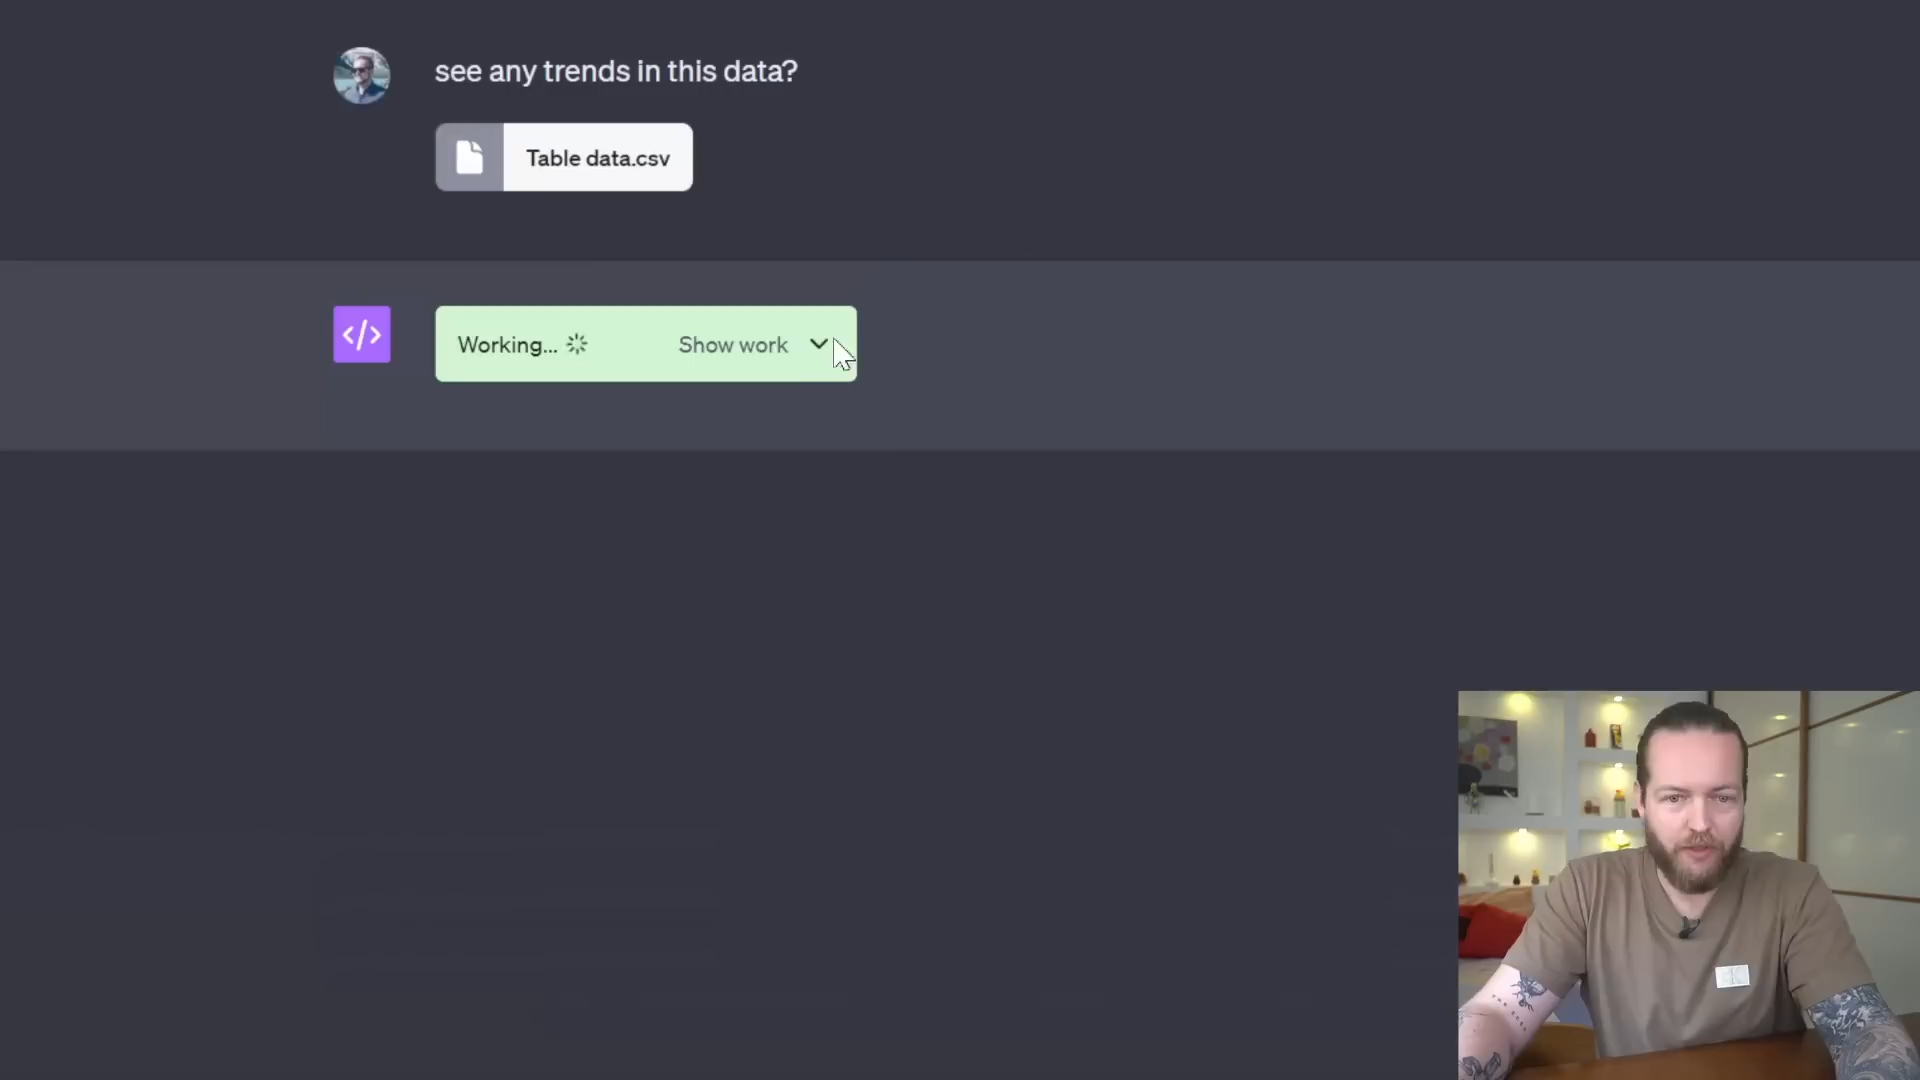 see any trends in this data?
Table data.csv
</>
Working...
Show work